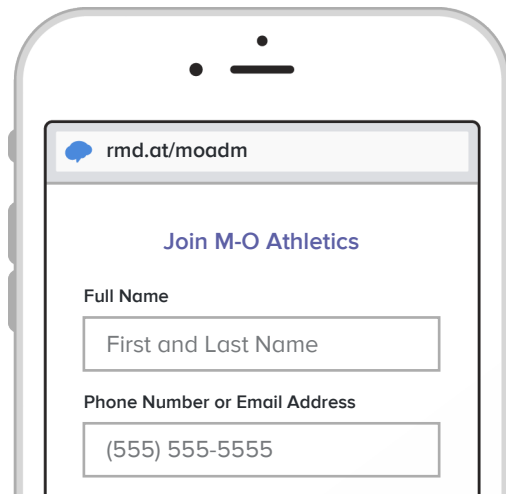 rmd.at/moadm
Join M-O Athletics
Full Name
First and Last Name
Phone Number or Email Address
(555) 555-5555